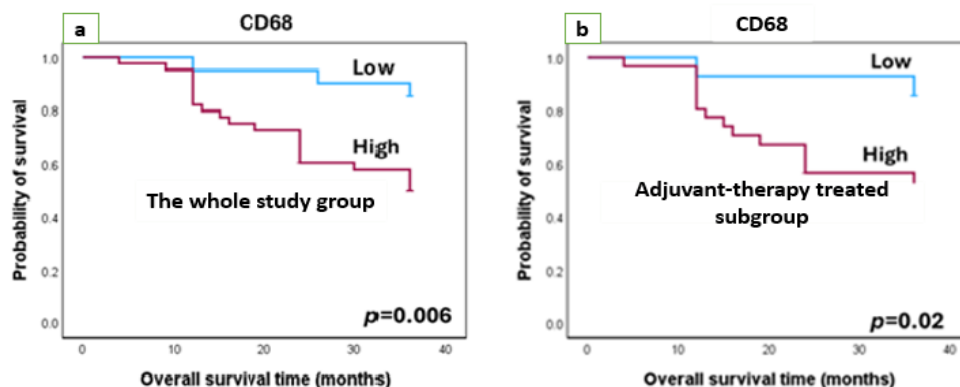 a
CD68
1.0
0.8
0.6
0.4
0.2
0.0
Probability of survival
Low
High
The whole study group
p=0.006
0 10 20 30 40
Overall survival time (months)
b
CD68
1.0
0.8
0.6
0.4
0.2
0.0
Probability of survival
Low
High
Adjuvant-therapy treated
subgroup
p=0.02
0 10 20 30 40
Overall survival time (months)